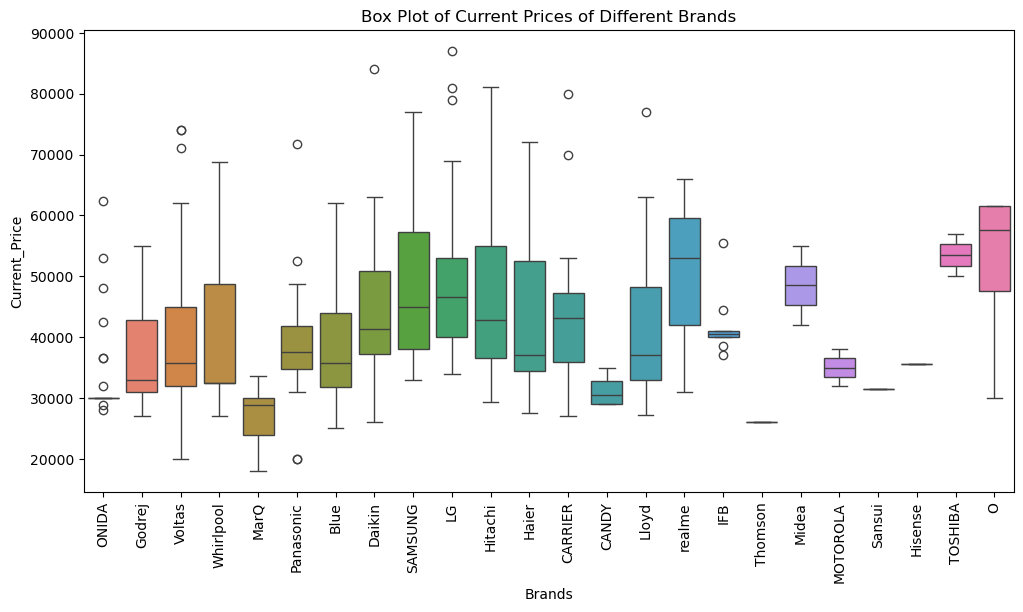 Box Plot of Current Prices of Different Brands
90000
80000
70000
60000
50000
40000
30000
20000
Current_Price
ONIDA
Godrej
Voltas
Whirlpool
MarQ
Panasonic
Blue
Daikin
SAMSUNG
LG
Hitachi
Haier
CARRIER
CANDY
Lloyd
realme
IFB
Thomson
Midea
MOTOROLA
Sansui
Hisense
TOSHIBA
O
Brands